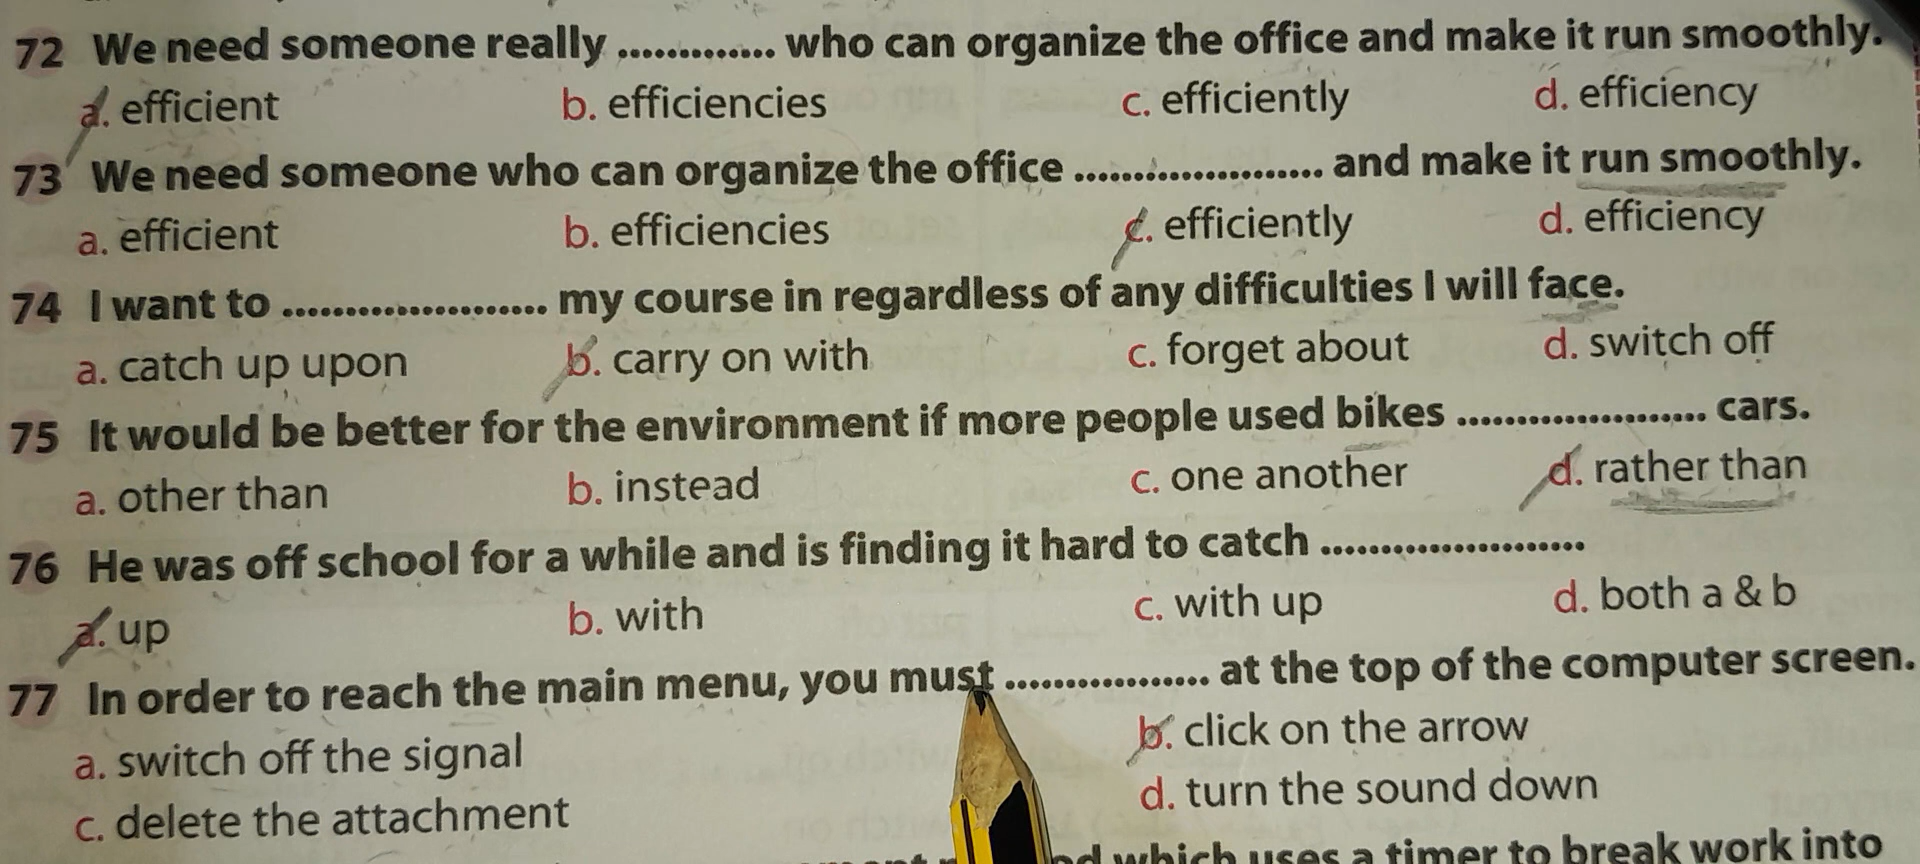 72 We need someone really ............. who can organize the office and make it run smoothly.
a. efficient b. efficiencies c. efficiently d. efficiency
73 We need someone who can organize the office ..................... and make it run smoothly.
a. efficient b. efficiencies c. efficiently d. efficiency
74 I want to ...................... my course in regardless of any difficulties I will face.
a. catch up upon b. carry on with c. forget about d. switch off
75 It would be better for the environment if more people used bikes ..................... cars.
a. other than b. instead c. one another d. rather than
76 He was off school for a while and is finding it hard to catch ......................
a. up b. with c. with up d. both a & b
77 In order to reach the main menu, you must ................. at the top of the computer screen.
a. switch off the signal b. click on the arrow
c. delete the attachment d. turn the sound down
which uses a timer to break work into